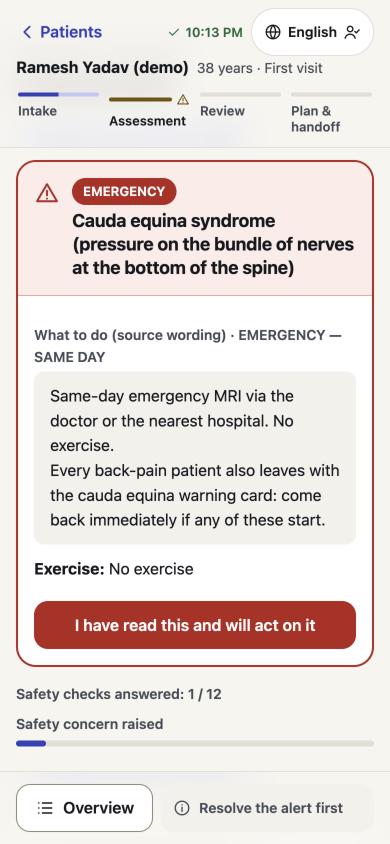 Patients
10:13 PM
English
Ramesh Yadav (demo) 38 years · First visit
Intake
Assessment
Review
Plan &
handoff
EMERGENCY
Cauda equina syndrome
(pressure on the bundle of nerves
at the bottom of the spine)
What to do (source wording) · EMERGENCY —
SAME DAY
Same-day emergency MRI via the
doctor or the nearest hospital. No
exercise.
Every back-pain patient also leaves with
the cauda equina warning card: come
back immediately if any of these start.
Exercise: No exercise
I have read this and will act on it
Safety checks answered: 1 / 12
Safety concern raised
Overview
Resolve the alert first